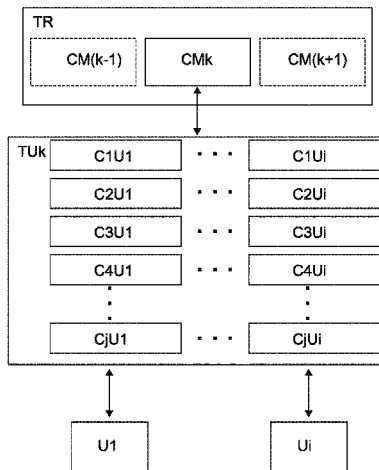 TR
CM(k-1) CMk CM(k+1)
TUk
C1U1 . . . C1Ui
C2U1 . . . C2Ui
C3U1 . . . C3Ui
C4U1 . . . C4Ui
CjU1 . . . CjUi
U1 Ui